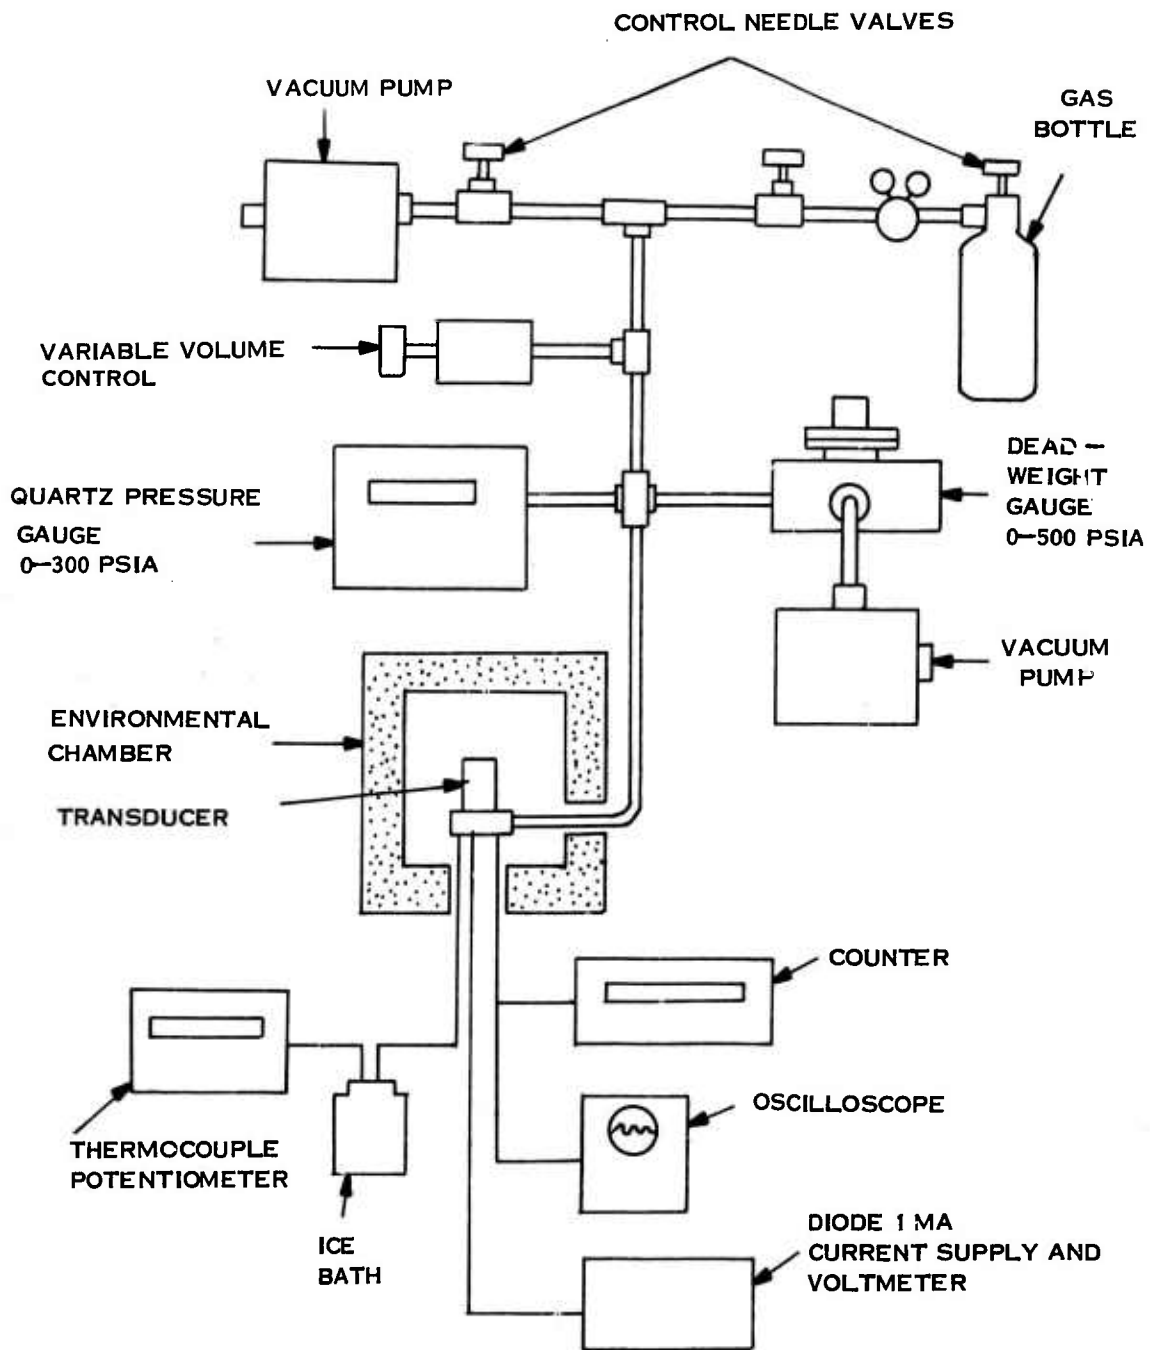 CONTROL NEEDLE VALVES
VACUUM PUMP
GAS
BOTTLE
VARIABLE VOLUME
CONTROL
DEAD-
WEIGHT
GAUGE
0-500 PSIA
QUARTZ PRESSURE
GAUGE
0-300 PSIA
VACUUM
PUMP
ENVIRONMENTAL
CHAMBER
TRANSDUCER
COUNTER
OSCILLOSCOPE
THERMOCOUPLE
POTENTIOMETER
ICE
BATH
DIODE 1 MA
CURRENT SUPPLY AND
VOLTMETER